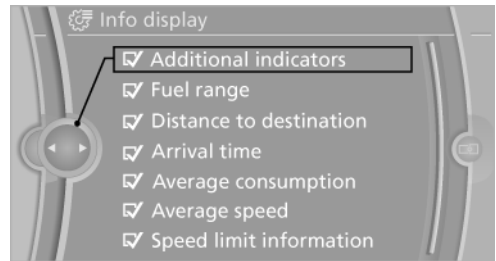 Info display
Additional indicators
Fuel range
Distance to destination
Arrival time
Average consumption
Average speed
Speed limit information